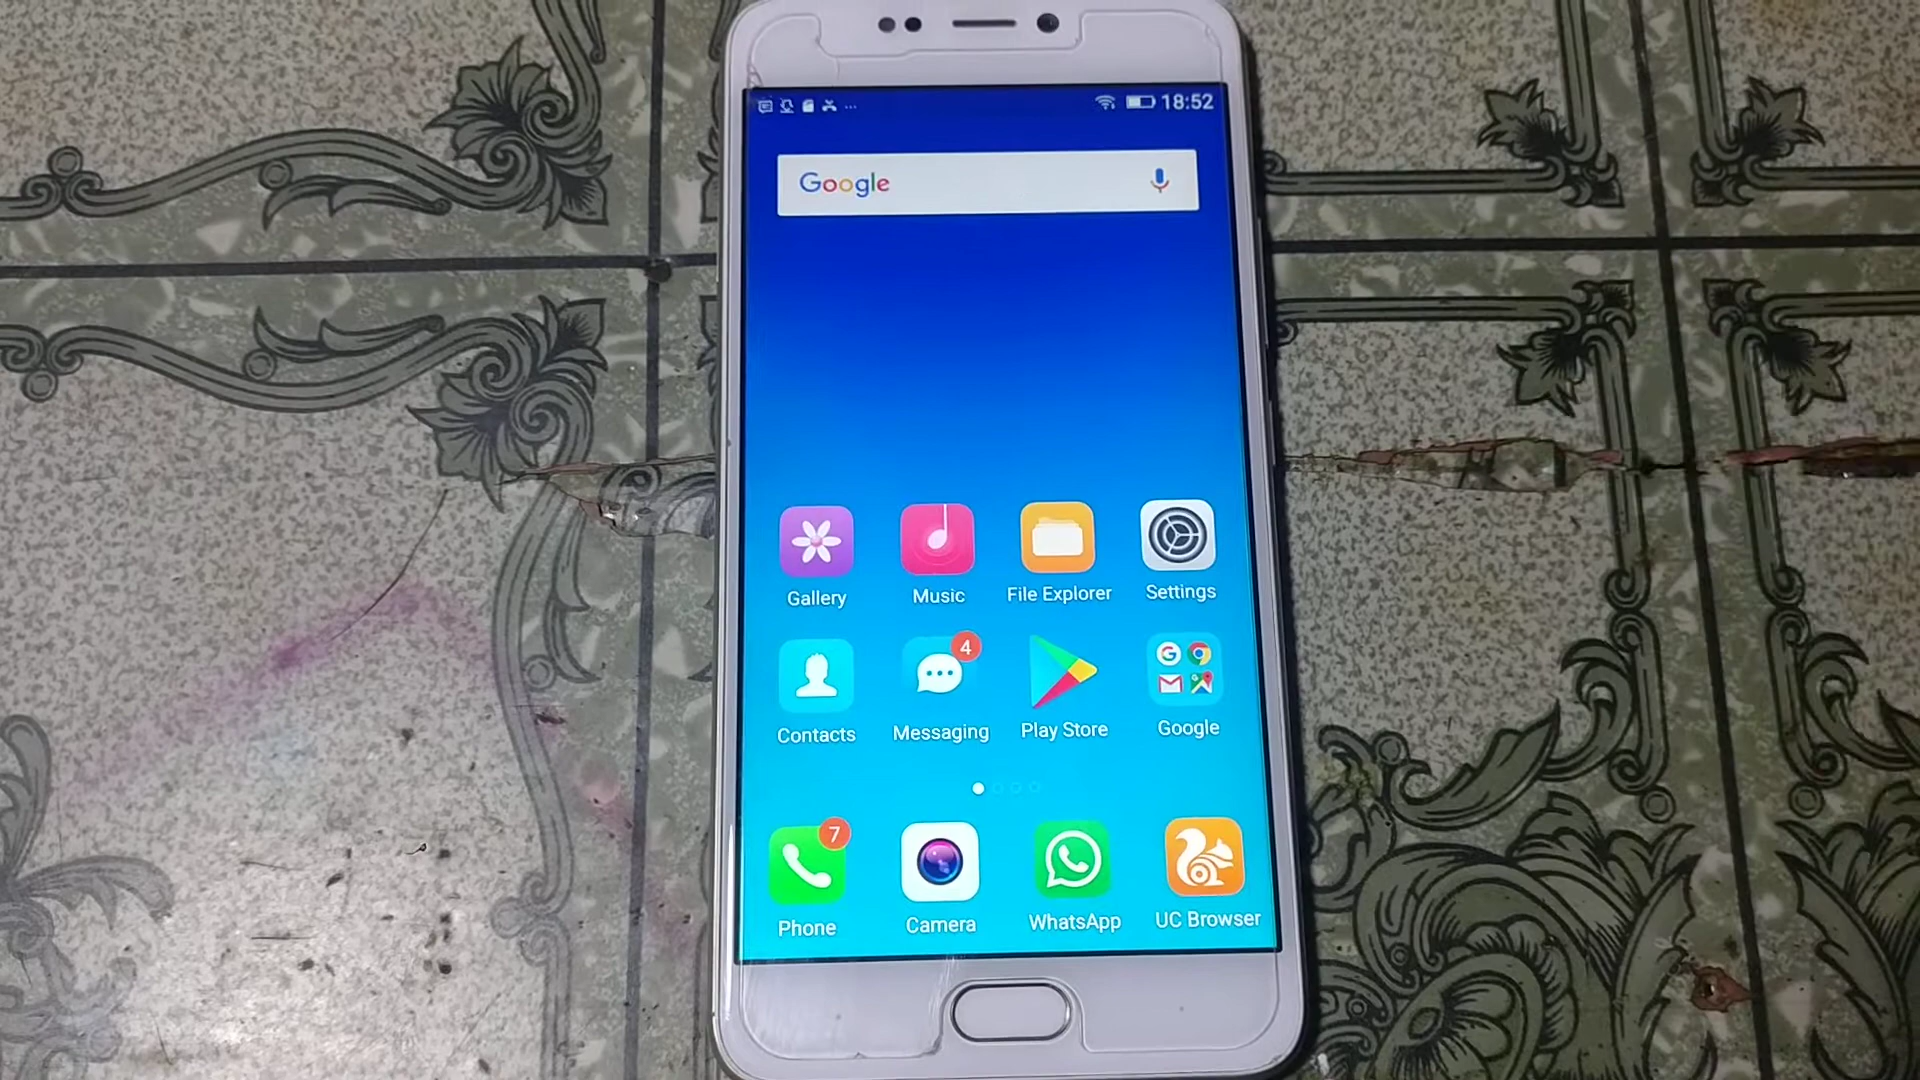 18:52
Google
Gallery Music File Explorer Settings
4
Contacts Messaging Play Store Google
7
Phone Camera WhatsApp UC Browser